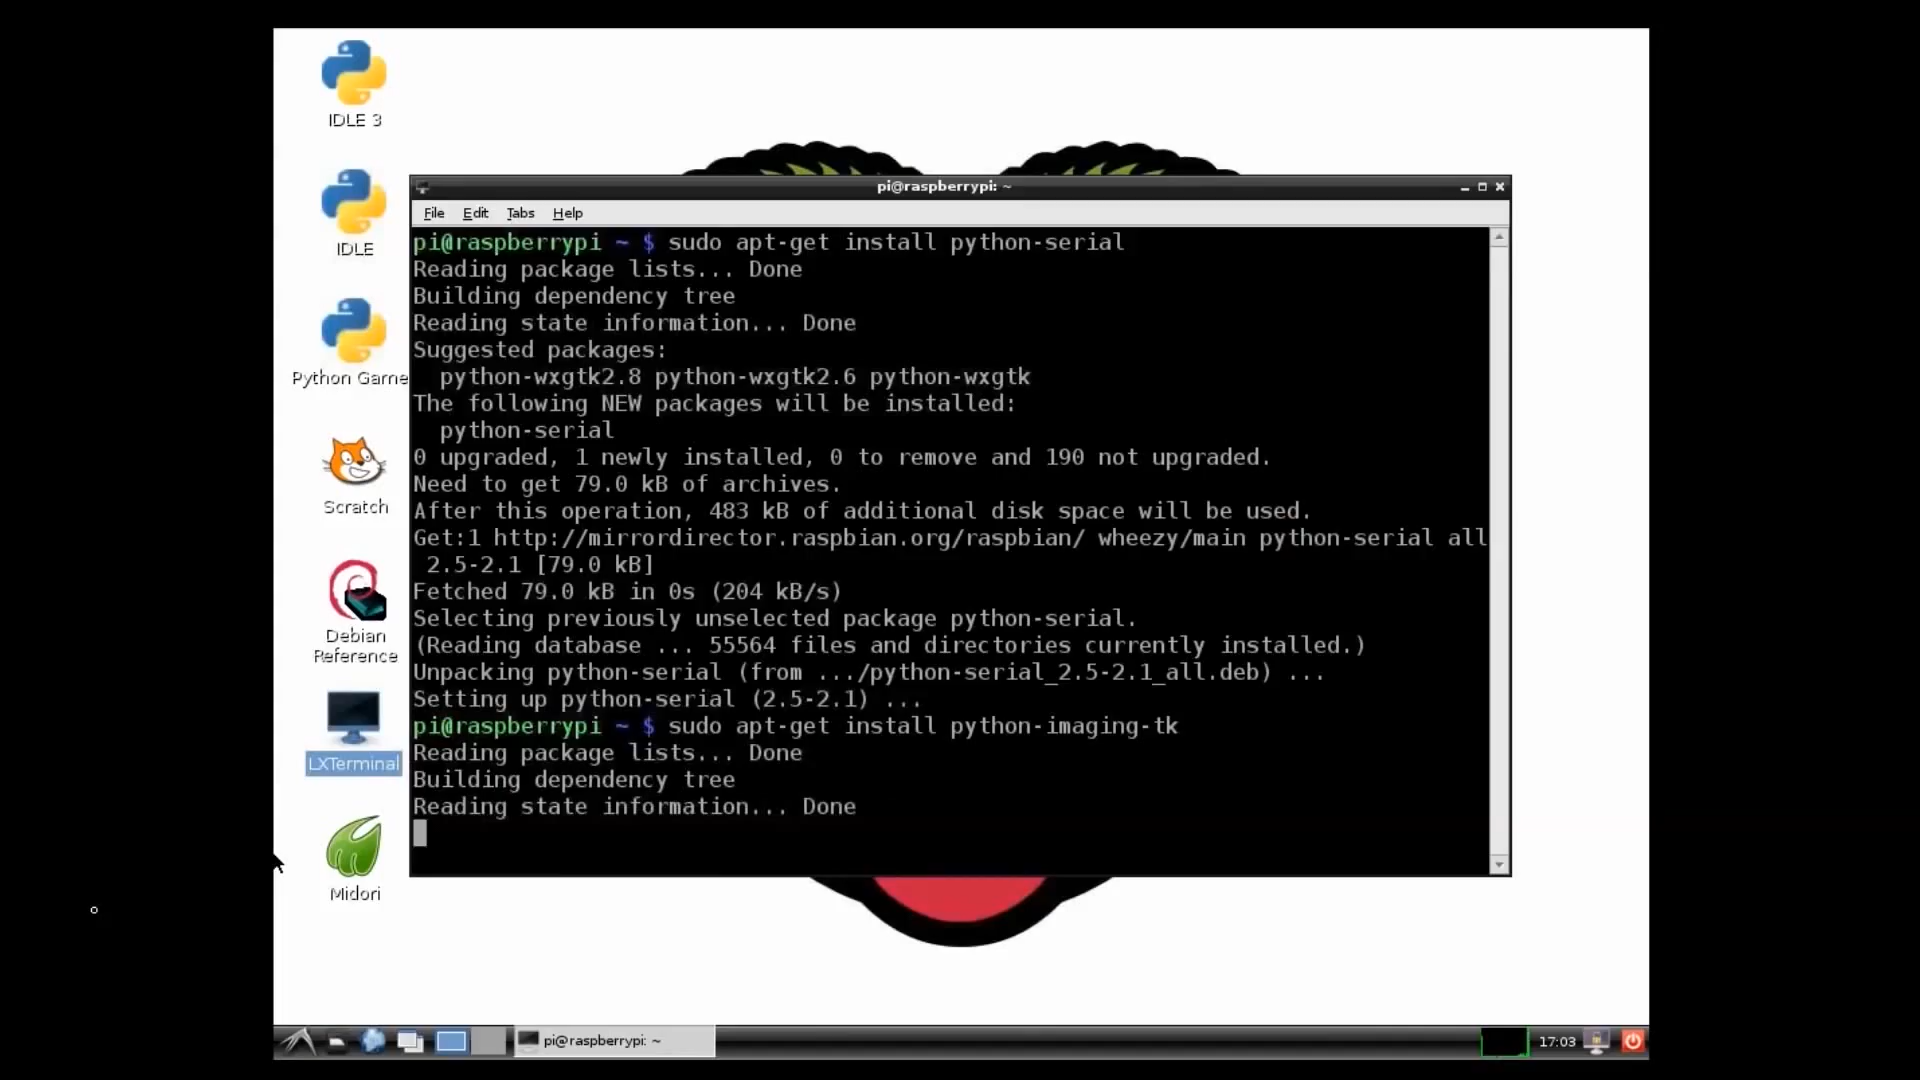 IDLE 3
IDLE
Python Game
Scratch
Debian
Reference
LXTerminal
Midori
pi@raspberrypi: ~
File Edit Tabs Help
pi@raspberrypi ~ $ sudo apt-get install python-serial
Reading package lists... Done
Building dependency tree
Reading state information... Done
Suggested packages:
  python-wxgtk2.8 python-wxgtk2.6 python-wxgtk
The following NEW packages will be installed:
  python-serial
0 upgraded, 1 newly installed, 0 to remove and 190 not upgraded.
Need to get 79.0 kB of archives.
After this operation, 483 kB of additional disk space will be used.
Get:1 http://mirrordirector.raspbian.org/raspbian/ wheezy/main python-serial all
 2.5-2.1 [79.0 kB]
Fetched 79.0 kB in 0s (204 kB/s)
Selecting previously unselected package python-serial.
(Reading database ... 55564 files and directories currently installed.)
Unpacking python-serial (from .../python-serial_2.5-2.1_all.deb) ...
Setting up python-serial (2.5-2.1) ...
pi@raspberrypi ~ $ sudo apt-get install python-imaging-tk
Reading package lists... Done
Building dependency tree
Reading state information... Done
pi@raspberrypi: ~
17:03